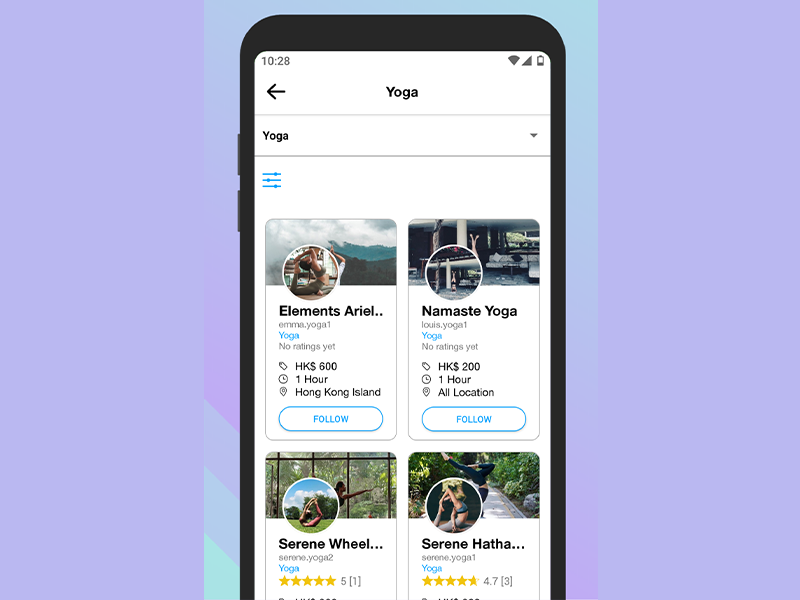 10:28
Yoga
Yoga
Elements Ariel..
emma.yoga1
Yoga
No ratings yet
HK$ 600
1 Hour
Hong Kong Island
FOLLOW
Namaste Yoga
louis.yoga1
Yoga
No ratings yet
HK$ 200
1 Hour
All Location
FOLLOW
Serene Wheel...
serene.yoga2
Yoga
5 [1]
Serene Hatha...
serene.yoga1
Yoga
4.7 [3]